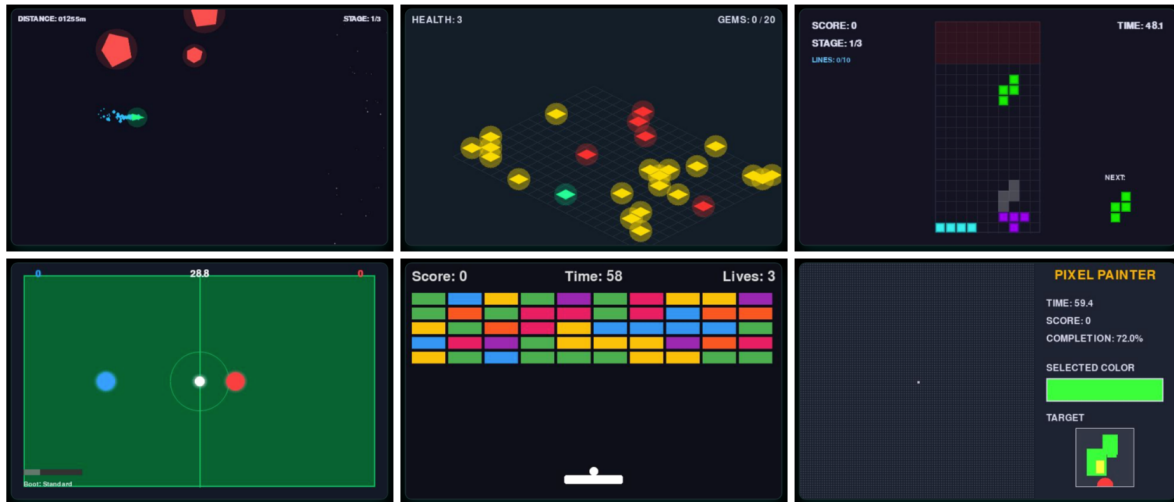 DISTANCE: 01255m
STAGE: 1/3
HEALTH: 3
GEMS: 0 / 20
SCORE: 0
STAGE: 1/3
LINES: 0/10
TIME: 48.1
NEXT:
0
28.8
0
Boot: Standard
Score: 0
Time: 58
Lives: 3
PIXEL PAINTER
TIME: 59.4
SCORE: 0
COMPLETION: 72.0%
SELECTED COLOR
TARGET